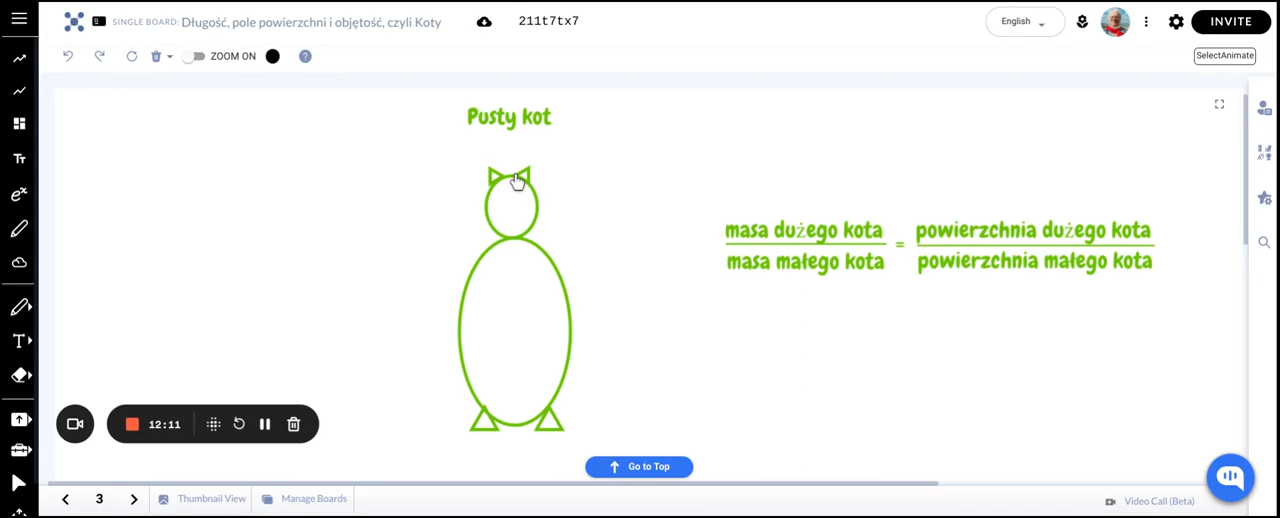 SINGLE BOARD: Długość, pole powierzchni i objętość, czyli Koty
211t7tx7
English
INVITE
ZOOM ON
?
SelectAnimate
Pusty kot
masa dużego kota
masa małego kota
=
powierzchnia dużego kota
powierzchnia małego kota
Tт
eˣ
T
12:11
Go to Top
3
Thumbnail View
Manage Boards
Video Call (Beta)